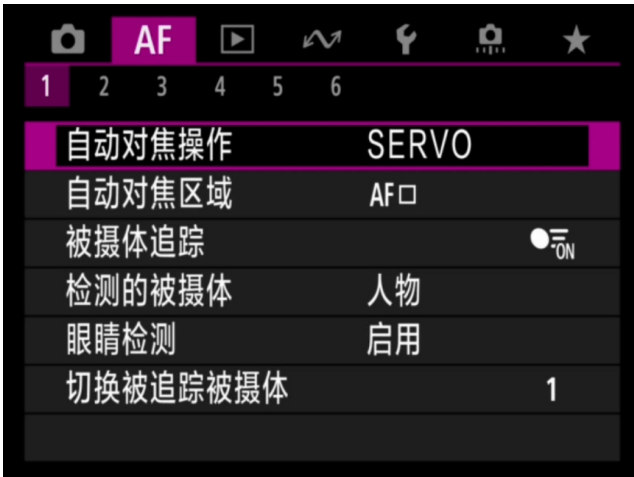 AF
1 2 3 4 5 6
自动对焦操作 SERVO
自动对焦区域 AF□
被摄体追踪 ON
检测的被摄体 人物
眼睛检测 启用
切换被追踪被摄体 1